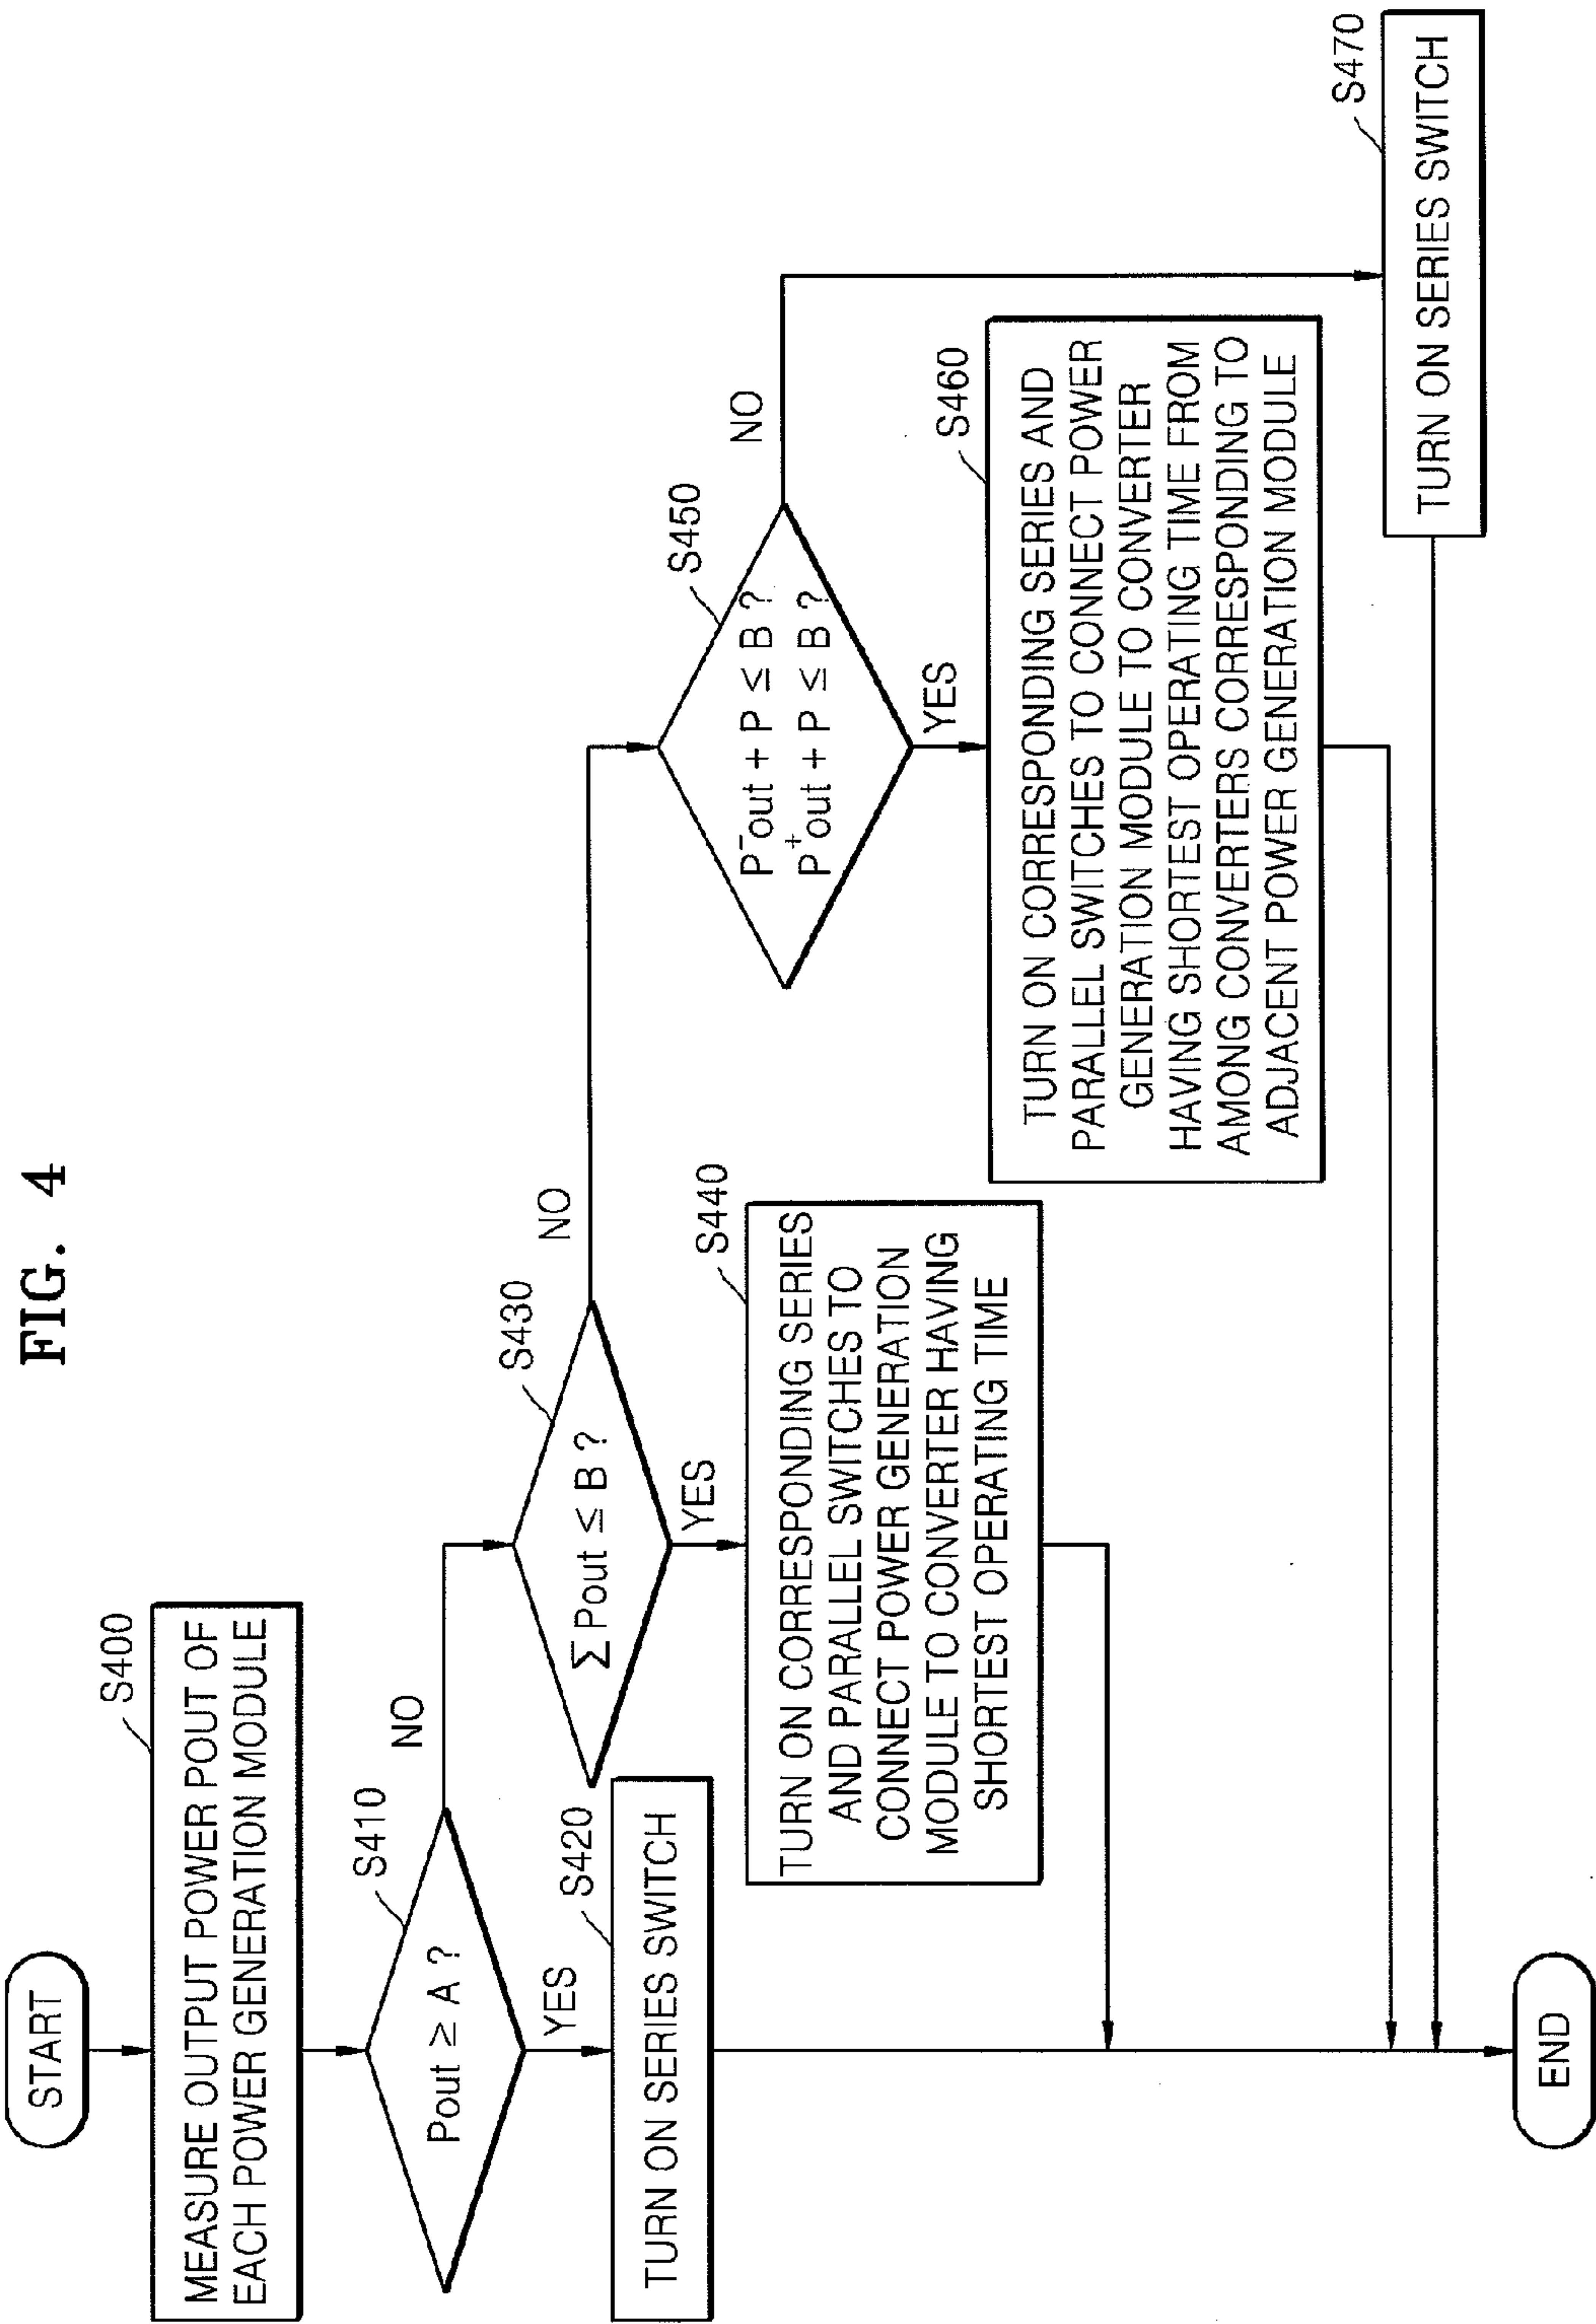 FIG. 4
START
S400
MEASURE OUTPUT POWER POUT OF
EACH POWER GENERATION MODULE
S410
Pout ≥ A ?
NO
YES
S420
TURN ON SERIES SWITCH
S430
∑ Pout ≤ B ?
NO
YES
S440
TURN ON CORRESPONDING SERIES
AND PARALLEL SWITCHES TO
CONNECT POWER GENERATION
MODULE TO CONVERTER HAVING
SHORTEST OPERATING TIME
S450
P⁻out + P ≤ B ?
P⁺out + P ≤ B ?
NO
YES
S460
TURN ON CORRESPONDING SERIES AND
PARALLEL SWITCHES TO CONNECT POWER
GENERATION MODULE TO CONVERTER
HAVING SHORTEST OPERATING TIME FROM
AMONG CONVERTERS CORRESPONDING TO
ADJACENT POWER GENERATION MODULE
S470
TURN ON SERIES SWITCH
END